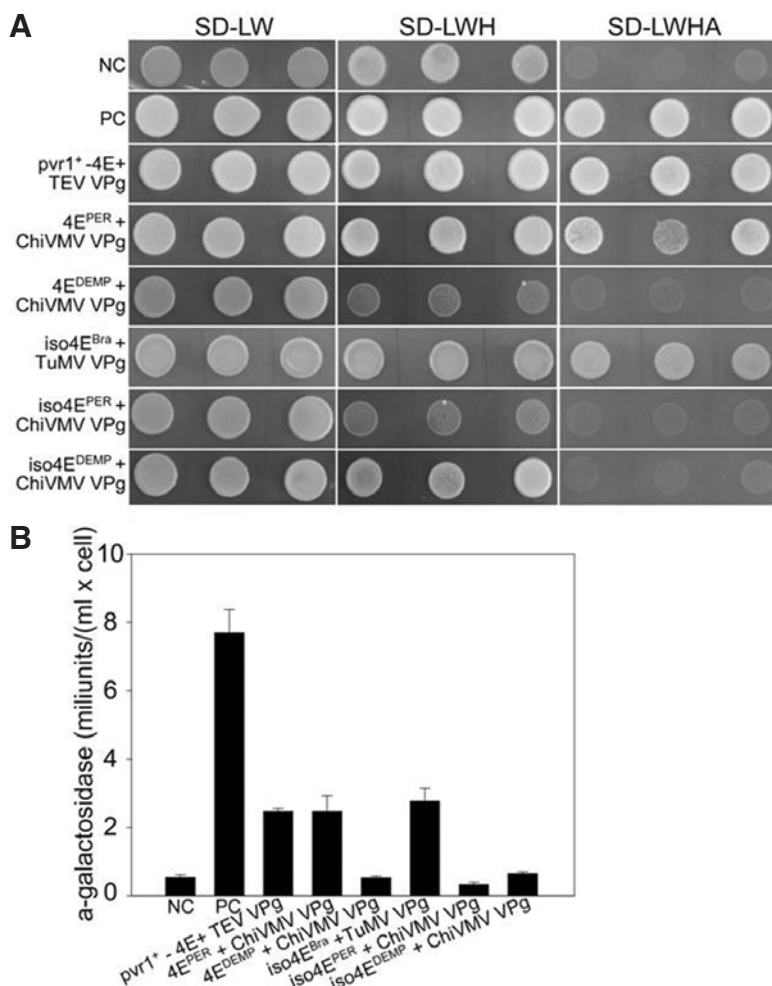 A
SD-LW SD-LWH SD-LWHA
NC
PC
pvr1⁺ -4E+
TEV VPg
4Eᴾᴱᴿ +
ChiVMV VPg
4Eᴰᴱᴹᴾ +
ChiVMV VPg
iso4Eᴮʳᵃ +
TuMV VPg
iso4Eᴾᴱᴿ +
ChiVMV VPg
iso4Eᴰᴱᴹᴾ +
ChiVMV VPg
B
a-galactosidase (miliunits/(ml x cell)
10
8
6
4
2
0
NC
PC
pvr1⁺ - 4E+ TEV VPg
4Eᴾᴱᴿ + ChiVMV VPg
4Eᴰᴱᴹᴾ + ChiVMV VPg
iso4Eᴮʳᵃ +TuMV VPg
iso4Eᴾᴱᴿ + ChiVMV VPg
iso4Eᴰᴱᴹᴾ + ChiVMV VPg